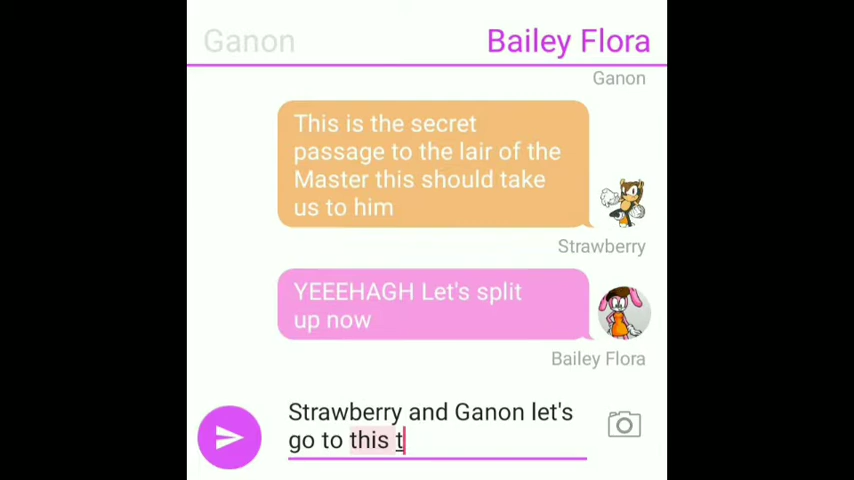 Ganon
Bailey Flora
Ganon
This is the secret
passage to the lair of the
Master this should take
us to him
Strawberry
YEEEHAGH Let's split
up now
Bailey Flora
Strawberry and Ganon let's
go to this t